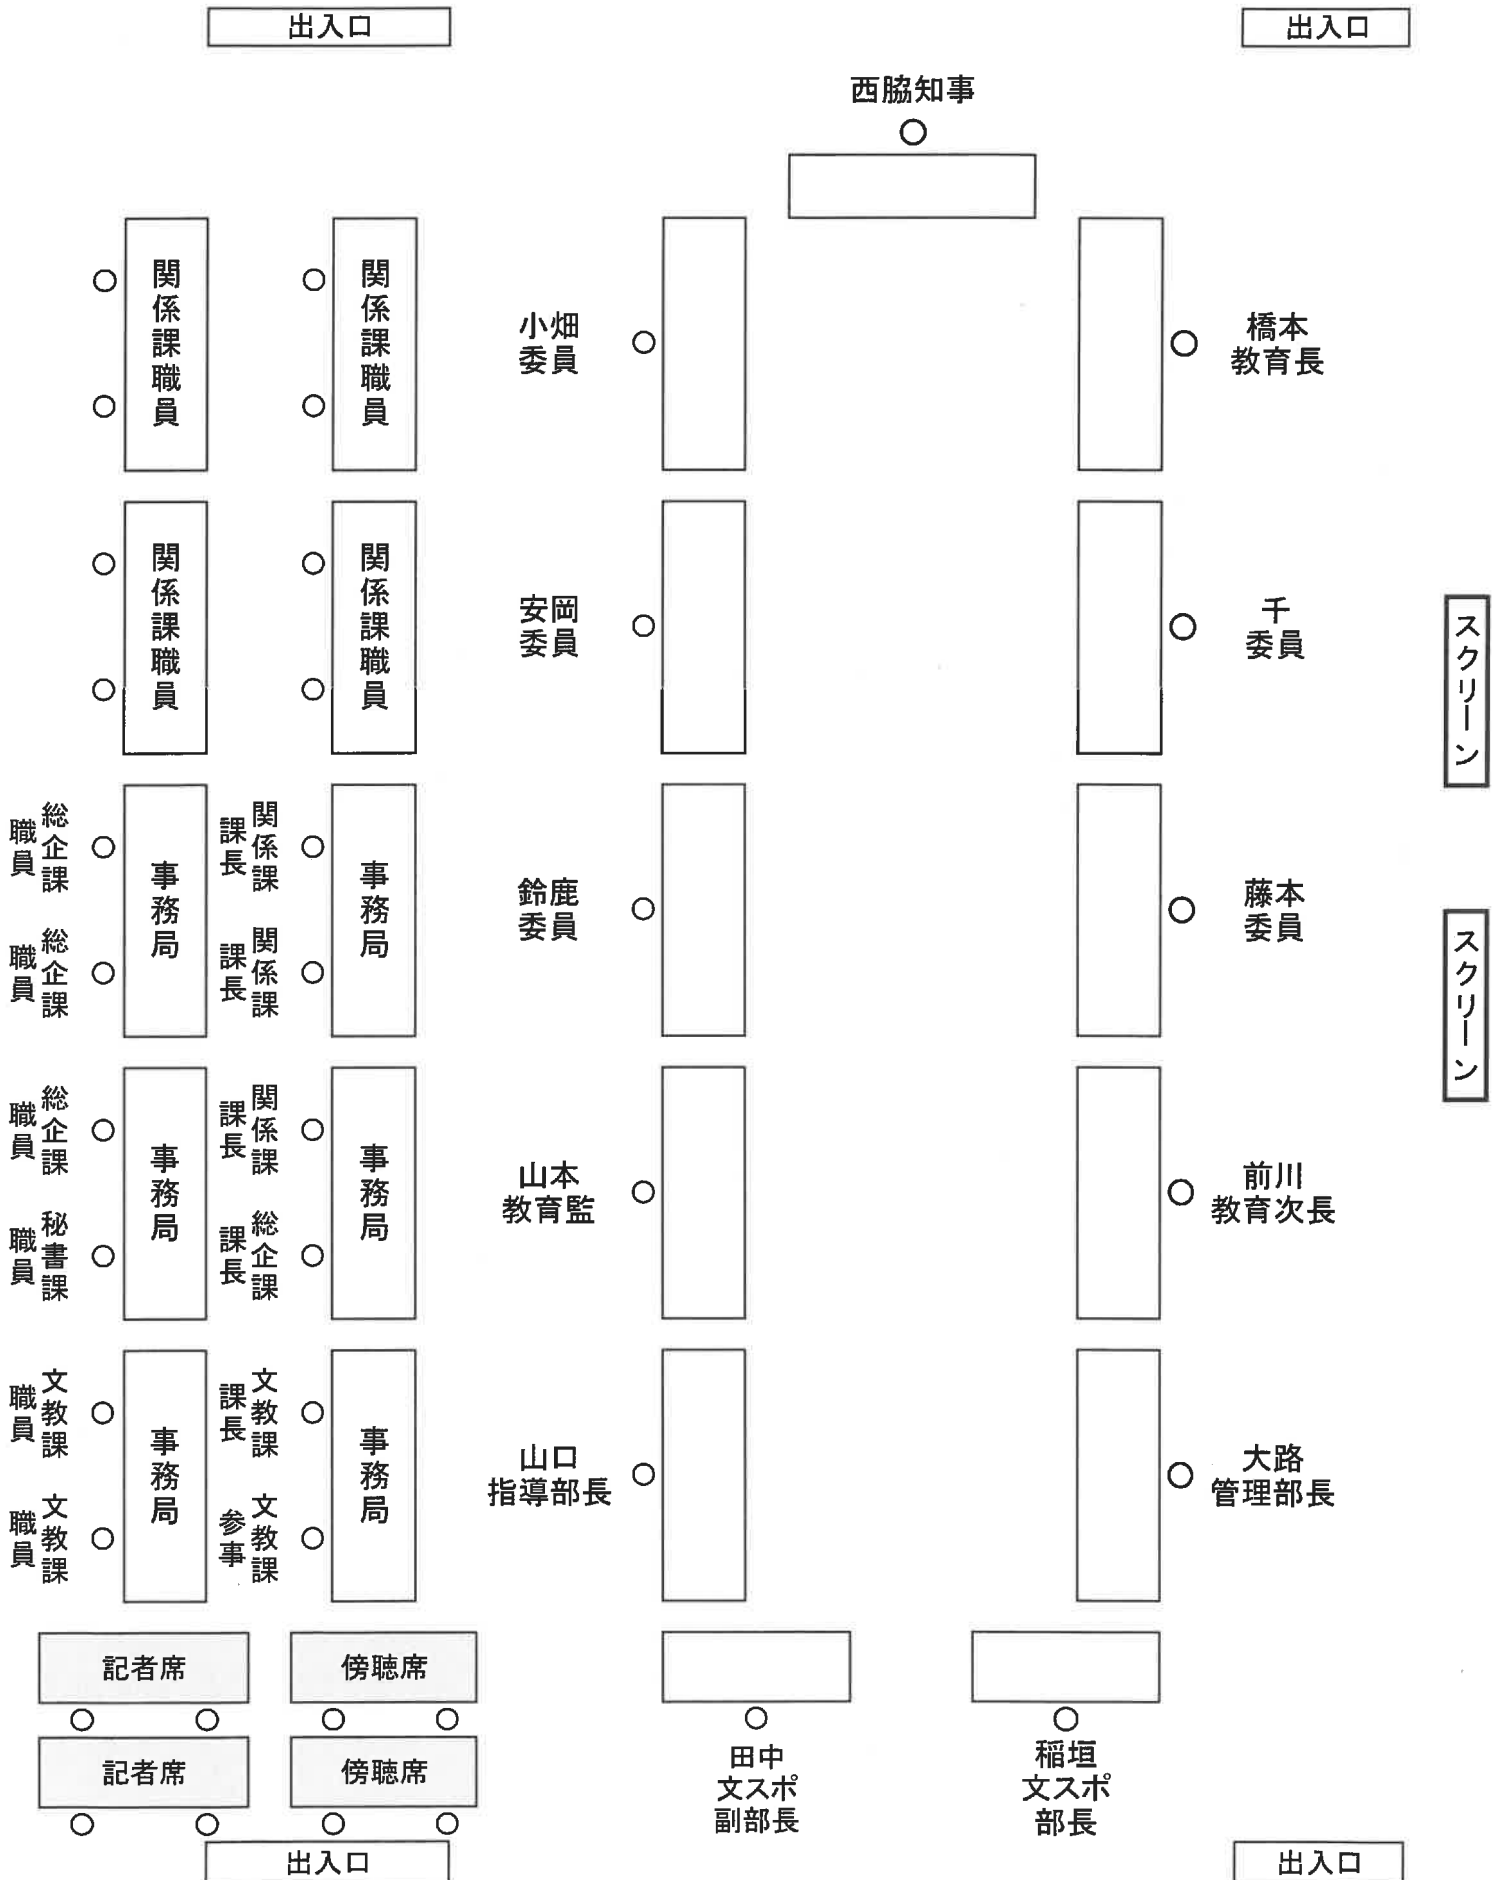 出入口
出入口
西脇知事
関係課職員
関係課職員
小畑
委員
橋本
教育長
関係課職員
関係課職員
安岡
委員
千
委員
スクリーン
総企課
職員
総企課
職員
事務局
関係課
課長
関係課
課長
事務局
鈴鹿
委員
藤本
委員
スクリーン
総企課
職員
秘書課
職員
事務局
関係課
課長
総企課
課長
事務局
山本
教育監
前川
教育次長
文教課
職員
文教課
職員
事務局
文教課
課長
文教課
参事
事務局
山口
指導部長
大路
管理部長
記者席
傍聴席
記者席
傍聴席
田中
文スポ
副部長
稲垣
文スポ
部長
出入口
出入口